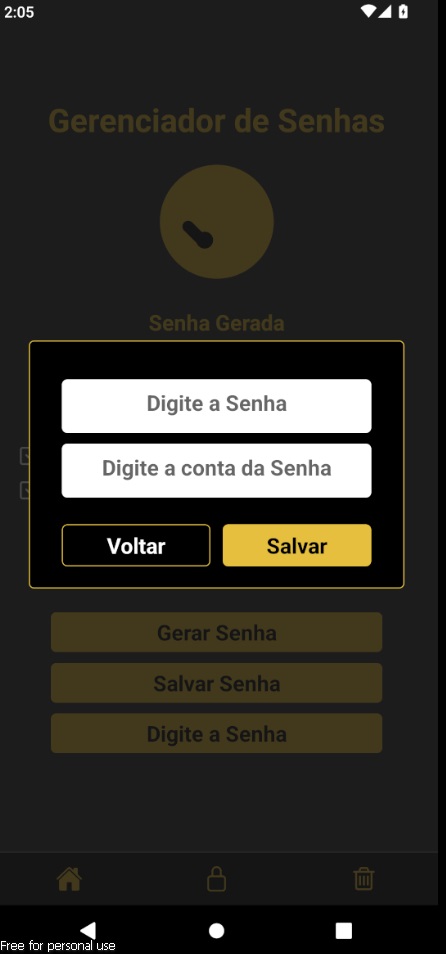 2:05
Gerenciador de Senhas
Senha Gerada
Digite a Senha
Digite a conta da Senha
Voltar Salvar
Gerar Senha
Salvar Senha
Digite a Senha
Free for personal use